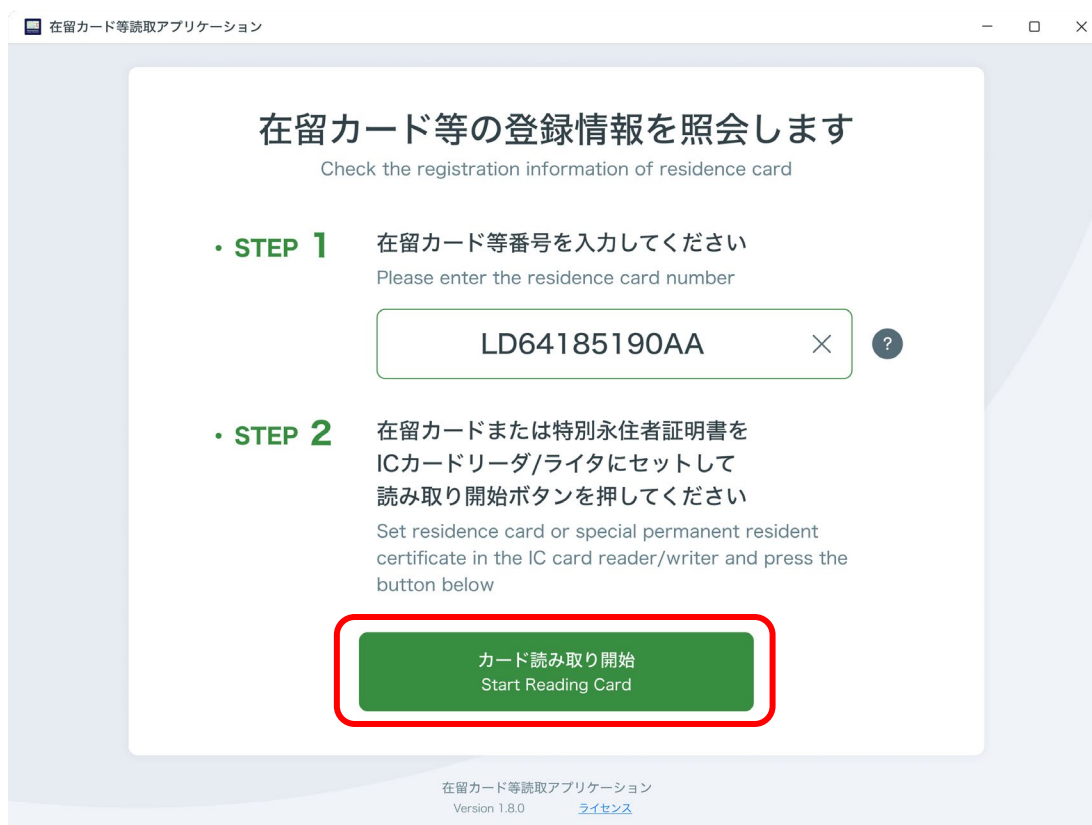 在留カード等読取アプリケーション
在留カード等の登録情報を照会します
Check the registration information of residence card
・STEP 1
在留カード等番号を入力してください
Please enter the residence card number
LD64185190AA
?
・STEP 2
在留カードまたは特別永住者証明書を
ICカードリーダ/ライタにセットして
読み取り開始ボタンを押してください
Set residence card or special permanent resident
certificate in the IC card reader/writer and press the
button below
カード読み取り開始
Start Reading Card
在留カード等読取アプリケーション
Version 1.8.0 ライセンス